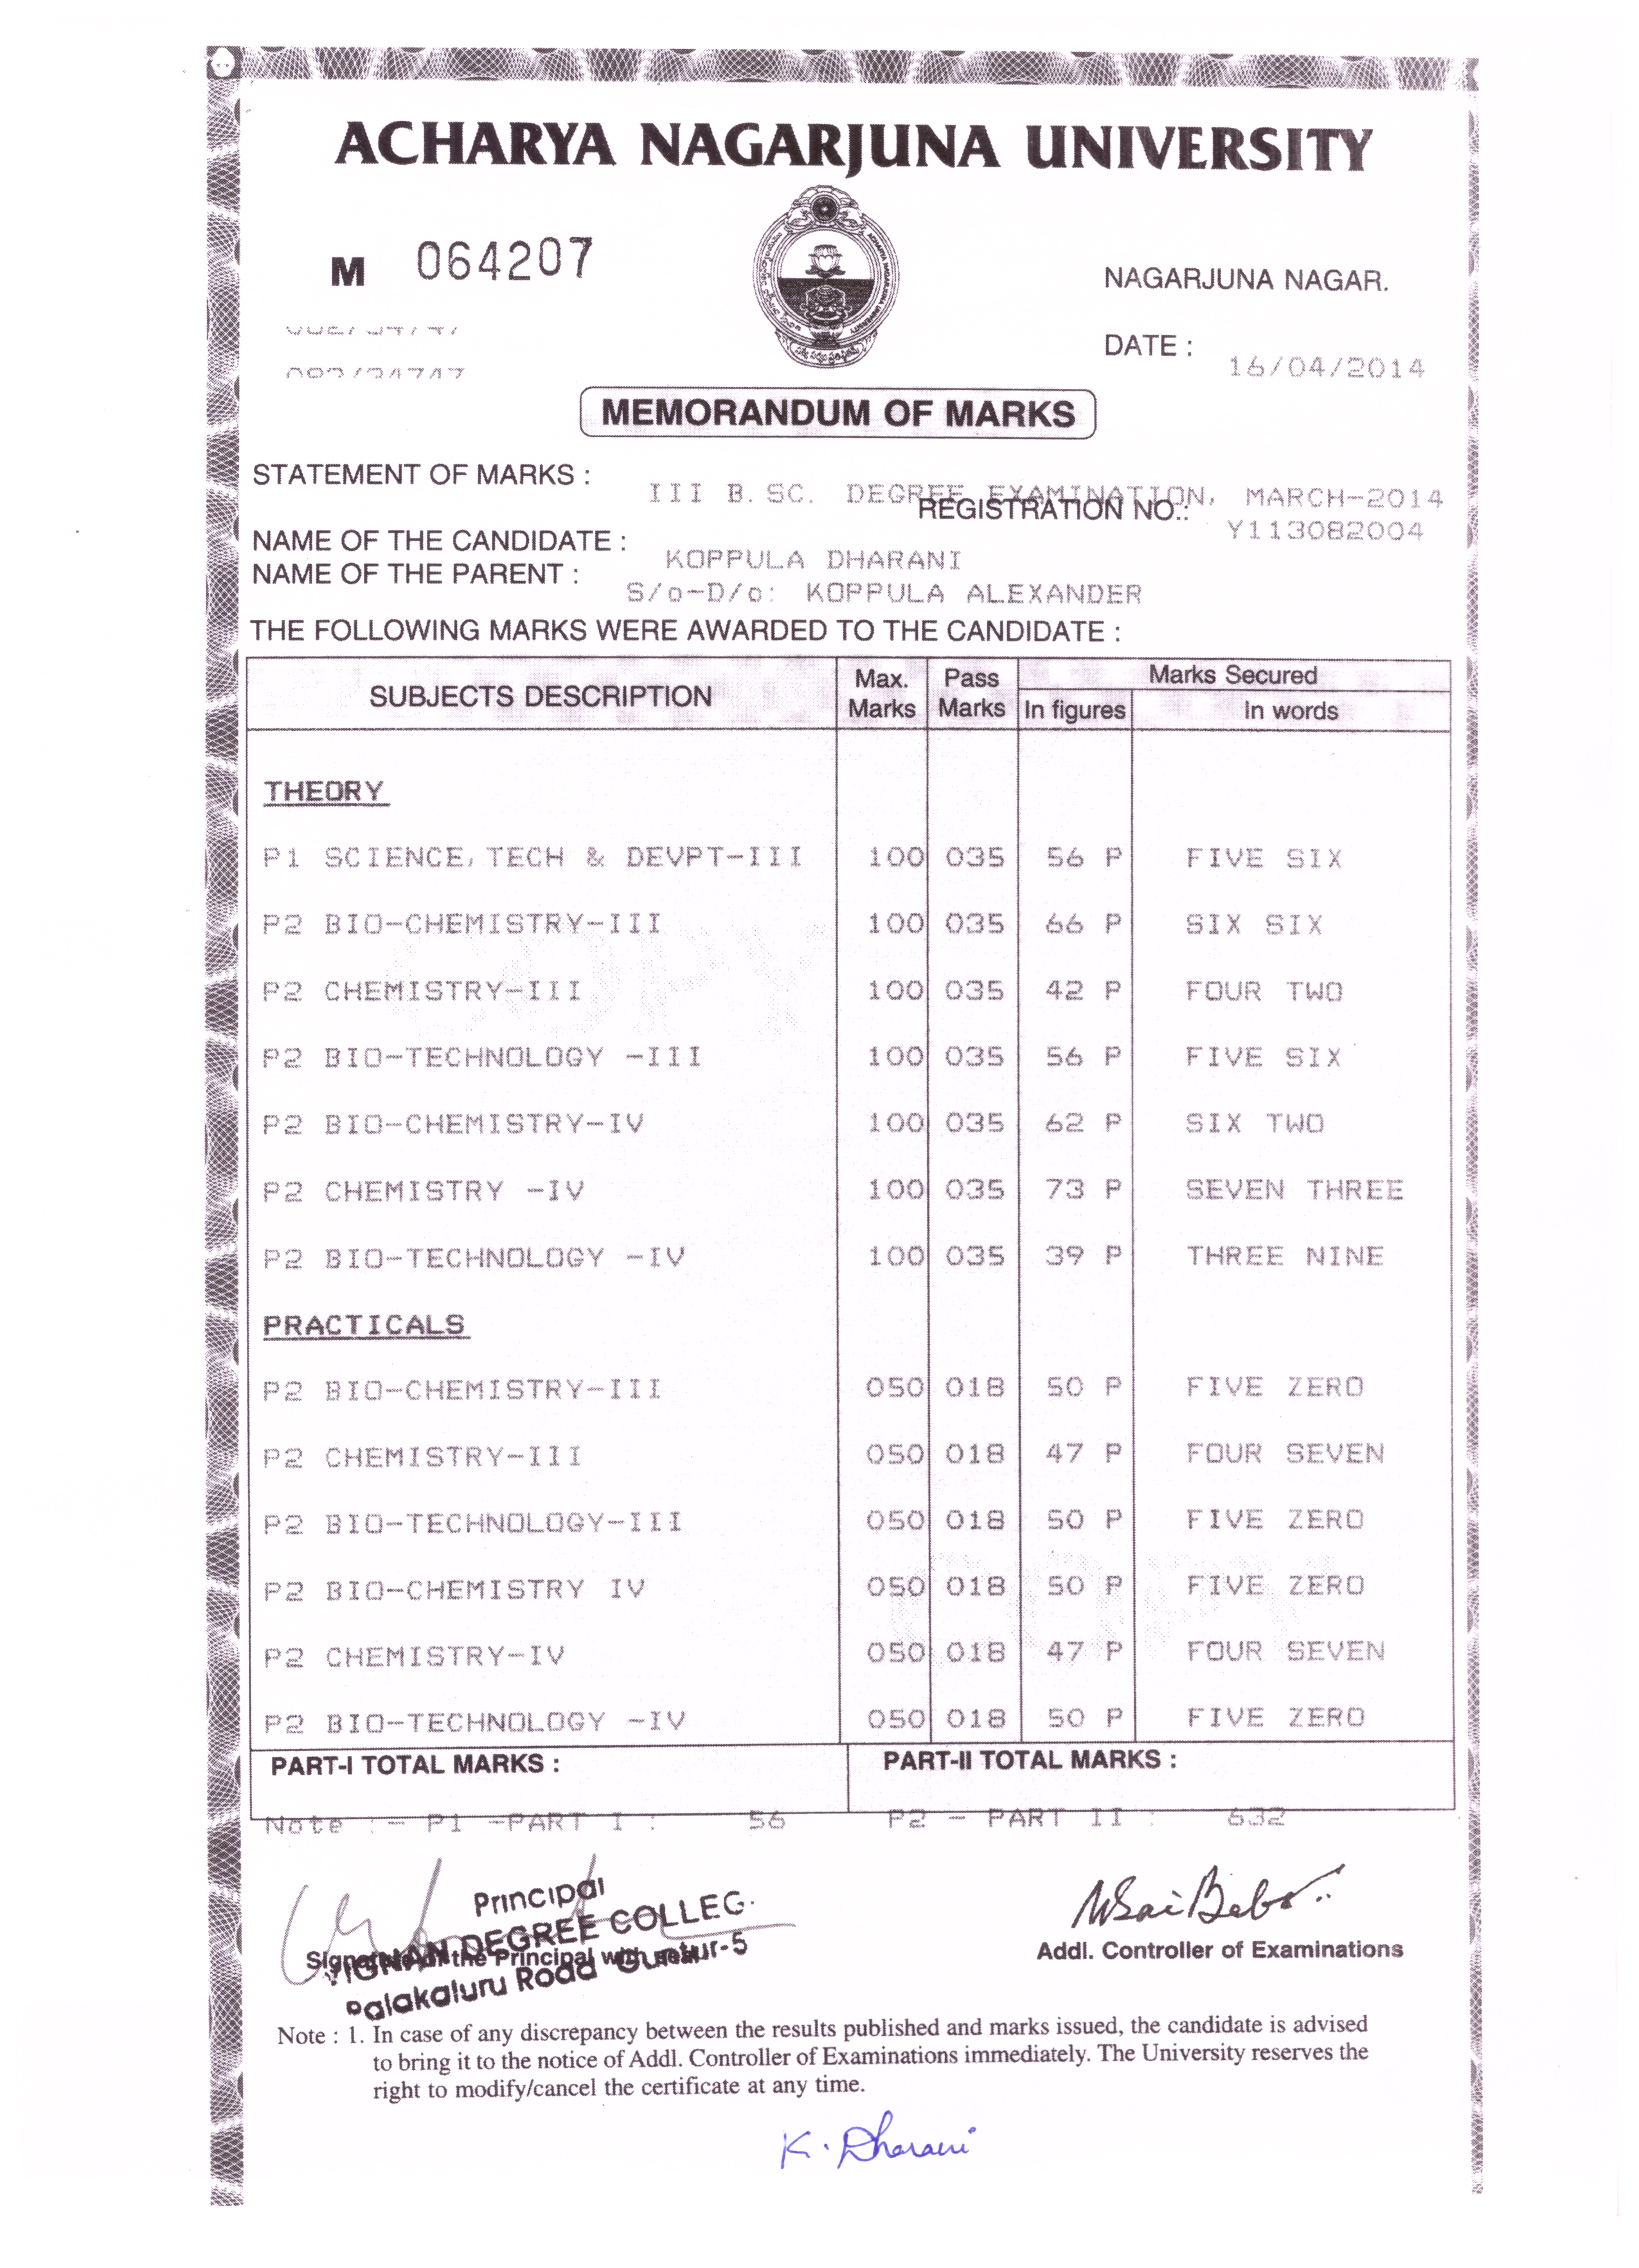 ACHARYA NAGARJUNA UNIVERSITY
M 064207
NAGARJUNA NAGAR.
DATE : 16/04/2014
MEMORANDUM OF MARKS
STATEMENT OF MARKS : III B.SC. DEGREE EXAMINATION, MARCH-2014
REGISTRATION NO.: Y113082004
NAME OF THE CANDIDATE : KOPPULA DHARANI
NAME OF THE PARENT : S/o-D/o: KOPPULA ALEXANDER
THE FOLLOWING MARKS WERE AWARDED TO THE CANDIDATE :
SUBJECTS DESCRIPTION Max. Marks Pass Marks Marks Secured
In figures In words
THEORY
P1 SCIENCE, TECH & DEVPT-III 100 035 56 P FIVE SIX
P2 BIO-CHEMISTRY-III 100 035 66 P SIX SIX
P2 CHEMISTRY-III 100 035 42 P FOUR TWO
P2 BIO-TECHNOLOGY -III 100 035 56 P FIVE SIX
P2 BIO-CHEMISTRY-IV 100 035 62 P SIX TWO
P2 CHEMISTRY -IV 100 035 73 P SEVEN THREE
P2 BIO-TECHNOLOGY -IV 100 035 39 P THREE NINE
PRACTICALS
P2 BIO-CHEMISTRY-III 050 018 50 P FIVE ZERO
P2 CHEMISTRY-III 050 018 47 P FOUR SEVEN
P2 BIO-TECHNOLOGY-III 050 018 50 P FIVE ZERO
P2 BIO-CHEMISTRY IV 050 018 50 P FIVE ZERO
P2 CHEMISTRY-IV 050 018 47 P FOUR SEVEN
P2 BIO-TECHNOLOGY -IV 050 018 50 P FIVE ZERO
PART-I TOTAL MARKS : PART-II TOTAL MARKS :
Note :- P1 -PART I : 56 P2 - PART II : 632
Principal
DEGREE COLLEG
Signature of the Principal with seal
Palakaluru Road Guntur-5
Addl. Controller of Examinations
Note : 1. In case of any discrepancy between the results published and marks issued, the candidate is advised
to bring it to the notice of Addl. Controller of Examinations immediately. The University reserves the
right to modify/cancel the certificate at any time.
K. Dharani